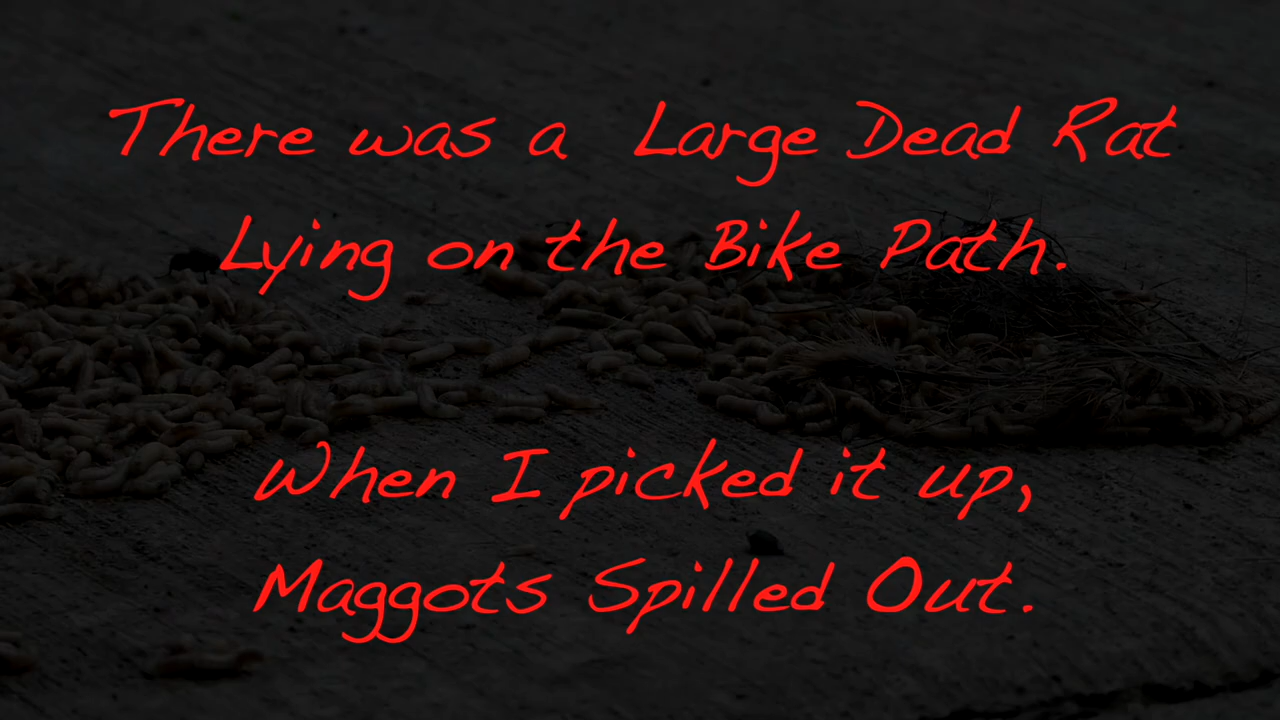 There was a Large Dead Rat
Lying on the Bike Path.
When I picked it up,
Maggots Spilled Out.